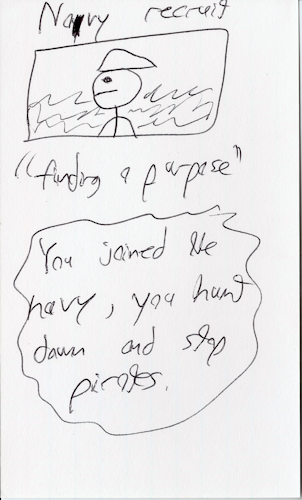 Navy recruit
"finding a purpose"
You joined the
navy, you hunt
down and stop
pirates.